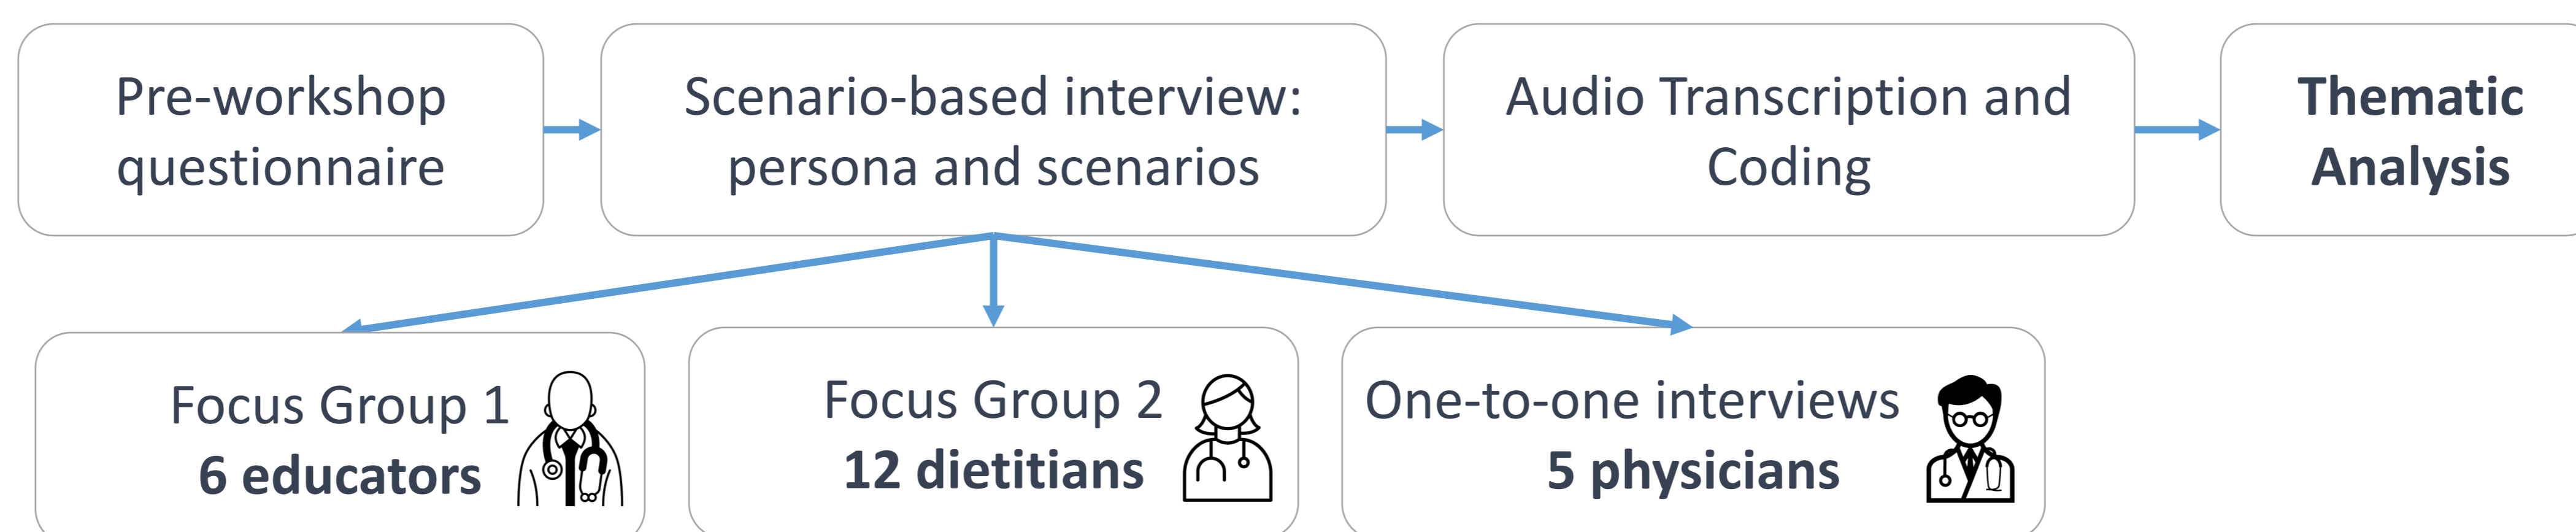 Pre-workshop
questionnaire
Scenario-based interview:
persona and scenarios
Audio Transcription and
Coding
Thematic
Analysis
Focus Group 1
6 educators
Focus Group 2
12 dietitians
One-to-one interviews
5 physicians